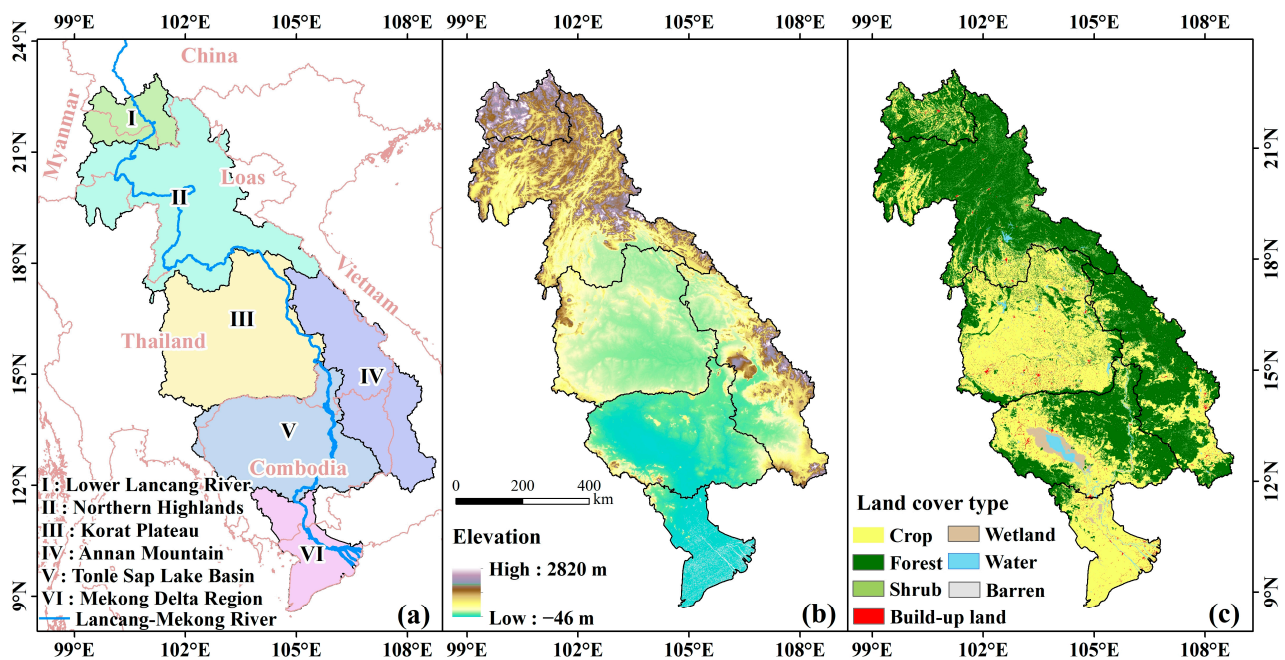 99°E 102°E 105°E 108°E 99°E 102°E 105°E 108°E 99°E 102°E 105°E 108°E
24°N
21°N
18°N
15°N
12°N
9°N
China
Myanmar
Loas
Vietnam
Thailand
Combodia
I
II
III
IV
V
VI
I : Lower Lancang River
II : Northern Highlands
III : Korat Plateau
IV : Annan Mountain
V : Tonle Sap Lake Basin
VI : Mekong Delta Region
Lancang-Mekong River
(a)
0 200 400
km
Elevation
High : 2820 m
Low : −46 m
(b)
Land cover type
Crop
Forest
Shrub
Build-up land
Wetland
Water
Barren
(c)
21°N
18°N
15°N
12°N
9°N
99°E 102°E 105°E 108°E 99°E 102°E 105°E 108°E 99°E 102°E 105°E 108°E